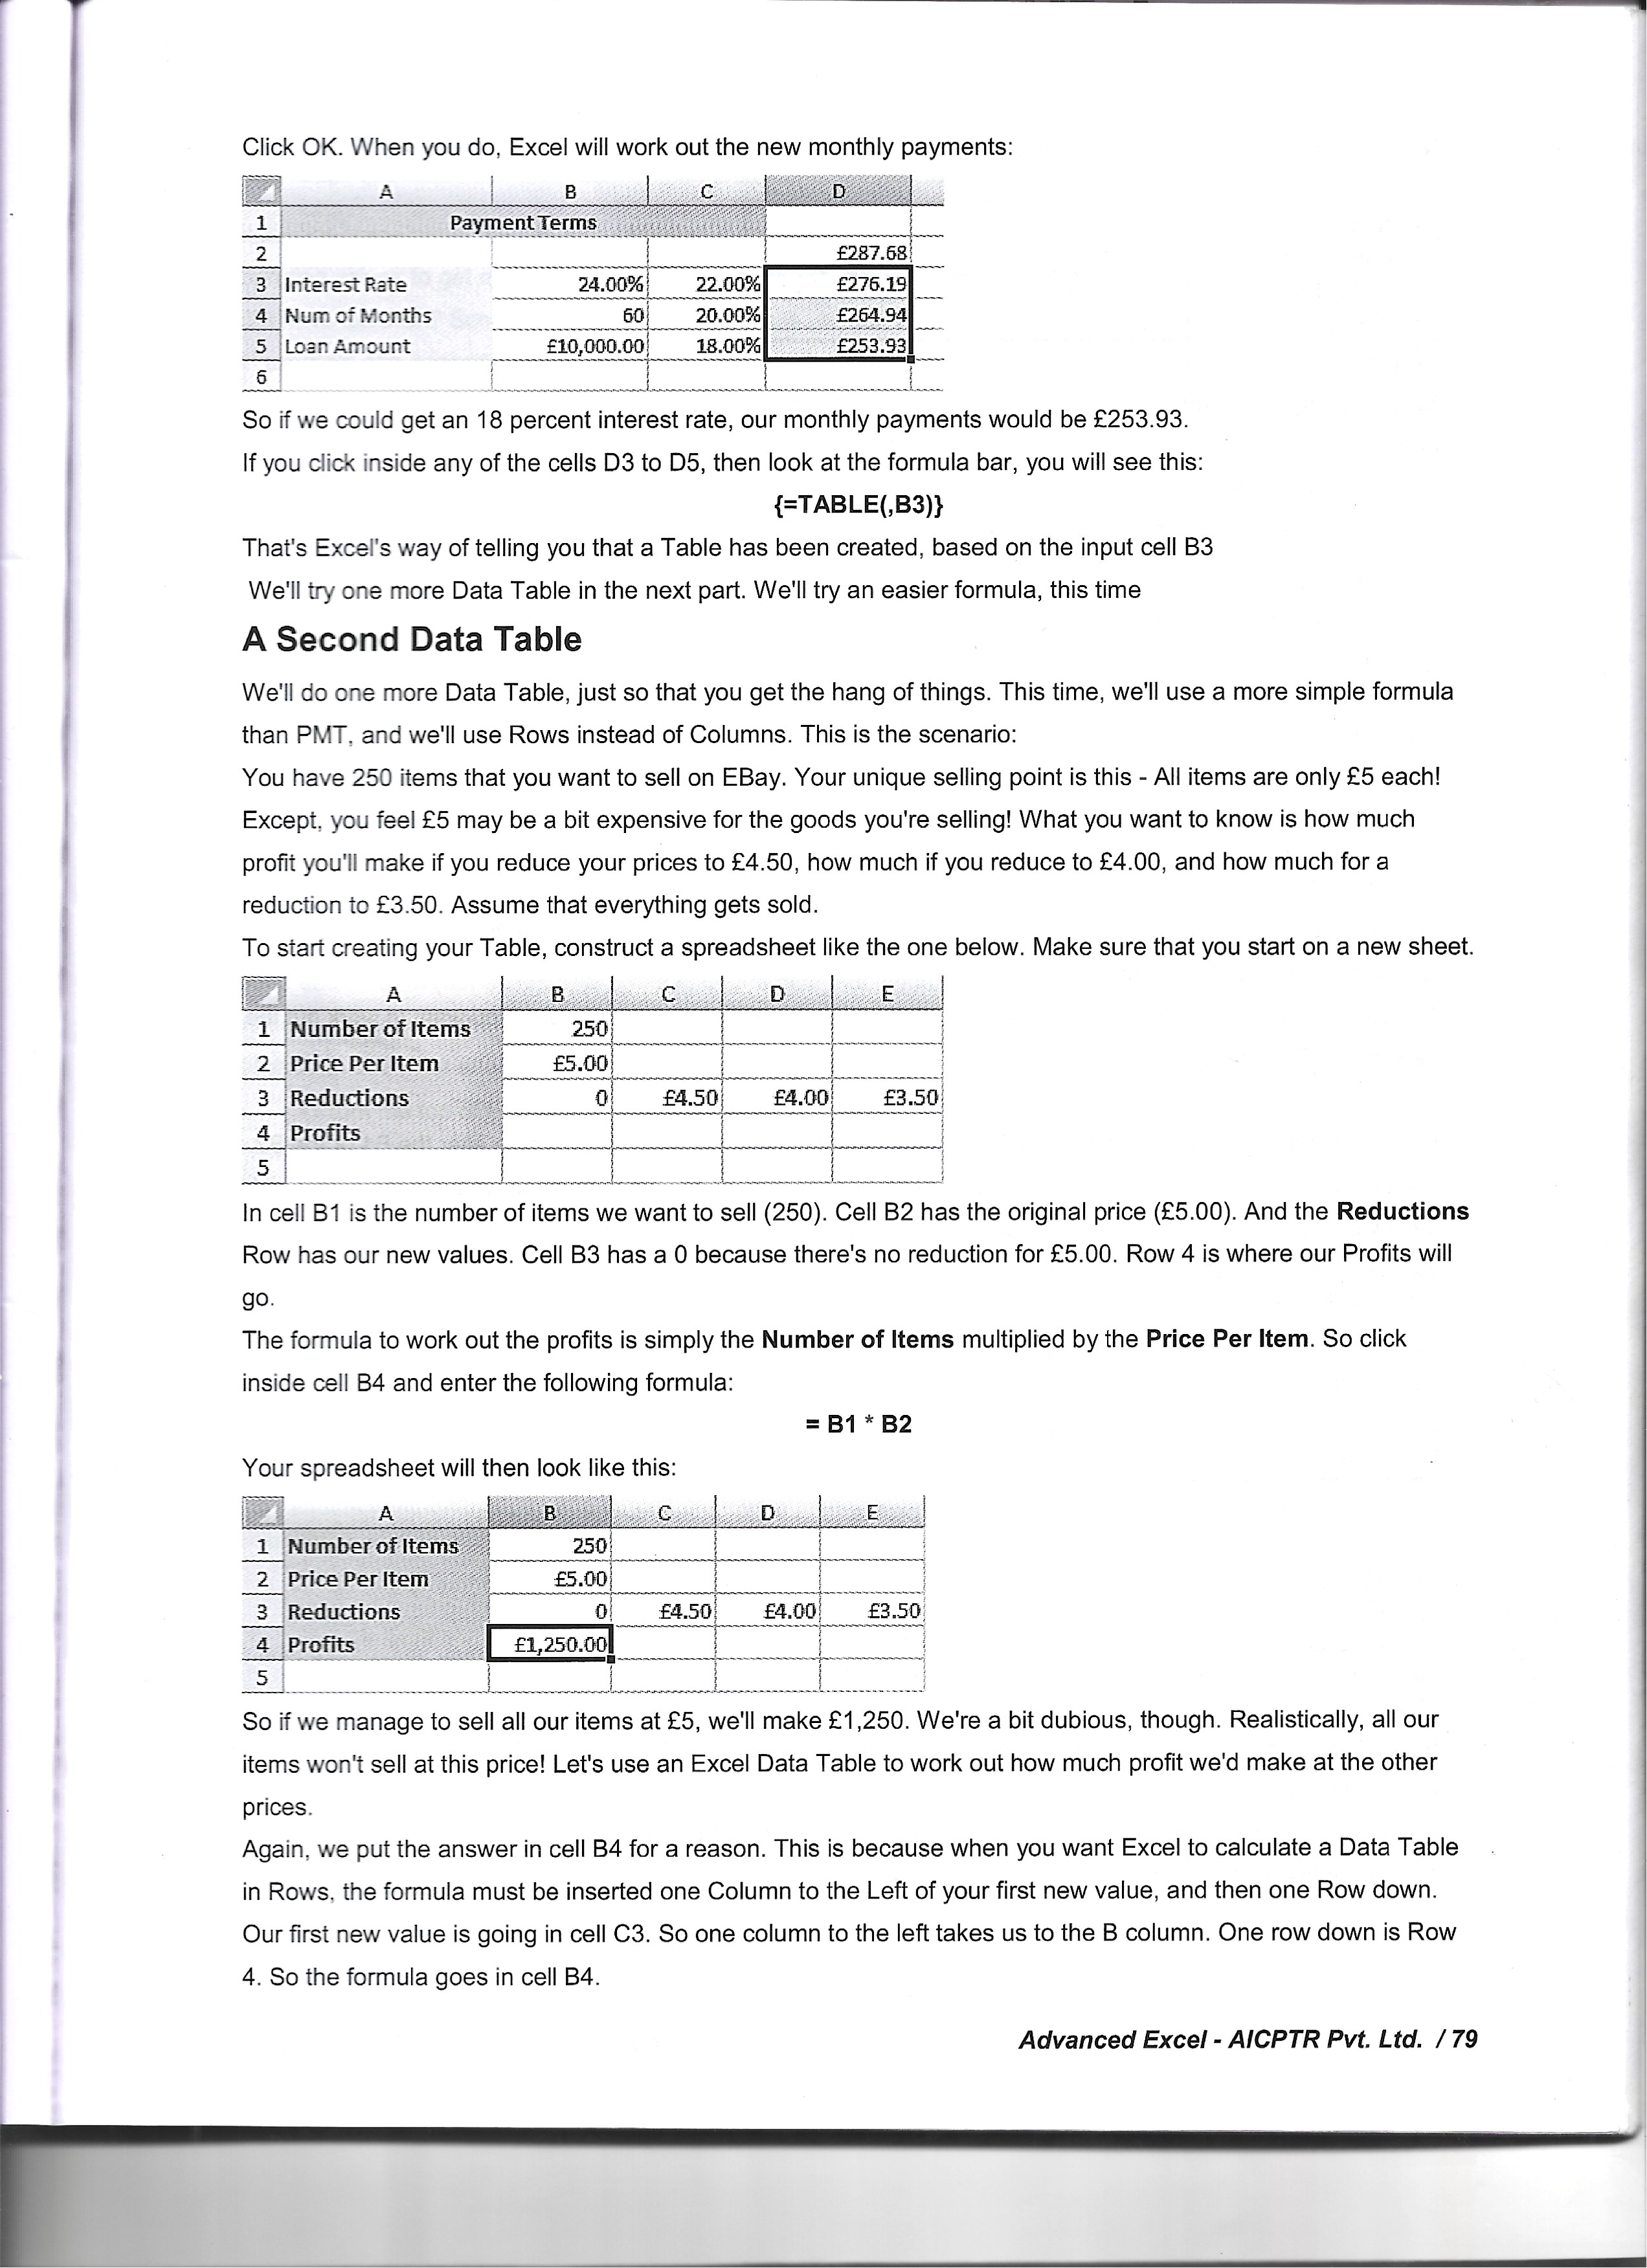 Click OK. When you do, Excel will work out the new monthly payments:
A B C D
1 Payment Terms
2 £287.68
3 Interest Rate 24.00% 22.00% £276.19
4 Num of Months 60 20.00% £264.94
5 Loan Amount £10,000.00 18.00% £253.93
6
So if we could get an 18 percent interest rate, our monthly payments would be £253.93.
If you click inside any of the cells D3 to D5, then look at the formula bar, you will see this:
{=TABLE(,B3)}
That's Excel's way of telling you that a Table has been created, based on the input cell B3
We'll try one more Data Table in the next part. We'll try an easier formula, this time
A Second Data Table
We'll do one more Data Table, just so that you get the hang of things. This time, we'll use a more simple formula
than PMT, and we'll use Rows instead of Columns. This is the scenario:
You have 250 items that you want to sell on EBay. Your unique selling point is this - All items are only £5 each!
Except, you feel £5 may be a bit expensive for the goods you're selling! What you want to know is how much
profit you'll make if you reduce your prices to £4.50, how much if you reduce to £4.00, and how much for a
reduction to £3.50. Assume that everything gets sold.
To start creating your Table, construct a spreadsheet like the one below. Make sure that you start on a new sheet.
A B C D E
1 Number of Items 250
2 Price Per Item £5.00
3 Reductions 0 £4.50 £4.00 £3.50
4 Profits
5
In cell B1 is the number of items we want to sell (250). Cell B2 has the original price (£5.00). And the Reductions
Row has our new values. Cell B3 has a 0 because there's no reduction for £5.00. Row 4 is where our Profits will
go.
The formula to work out the profits is simply the Number of Items multiplied by the Price Per Item. So click
inside cell B4 and enter the following formula:
= B1 * B2
Your spreadsheet will then look like this:
A B C D E
1 Number of Items 250
2 Price Per Item £5.00
3 Reductions 0 £4.50 £4.00 £3.50
4 Profits £1,250.00
5
So if we manage to sell all our items at £5, we'll make £1,250. We're a bit dubious, though. Realistically, all our
items won't sell at this price! Let's use an Excel Data Table to work out how much profit we'd make at the other
prices.
Again, we put the answer in cell B4 for a reason. This is because when you want Excel to calculate a Data Table
in Rows, the formula must be inserted one Column to the Left of your first new value, and then one Row down.
Our first new value is going in cell C3. So one column to the left takes us to the B column. One row down is Row
4. So the formula goes in cell B4.
Advanced Excel - AICPTR Pvt. Ltd. / 79